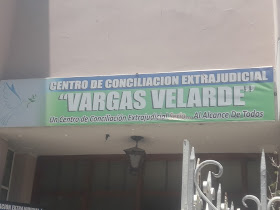 CENTRO DE CONCILIACION EXTRAJUDICIAL
"VARGAS VELARDE"
Un Centro de Conciliación Extrajudicial Al Alcance De Todos